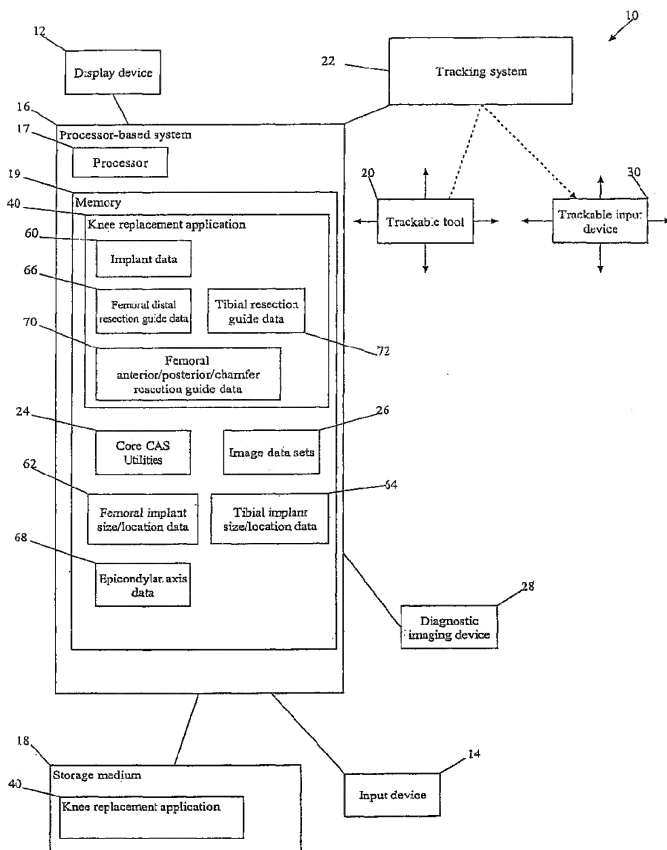 10
12
Display device
22
Tracking system
16
Processor-based system
17
Processor
19
Memory
20
Trackable tool
30
Trackable input
device
40
Knee replacement application
60
Implant data
66
Femoral distal
resection guide data
Tibial resection
guide data
70
72
Femoral
anterior/posterior/chamfer
resection guide data
24
Core CAS
Utilities
26
Image data sets
62
Femoral implant
size/location data
64
Tibial implant
size/location data
68
Epicondylar axis
data
28
Diagnostic
imaging device
18
Storage medium
40
Knee replacement application
14
Input device